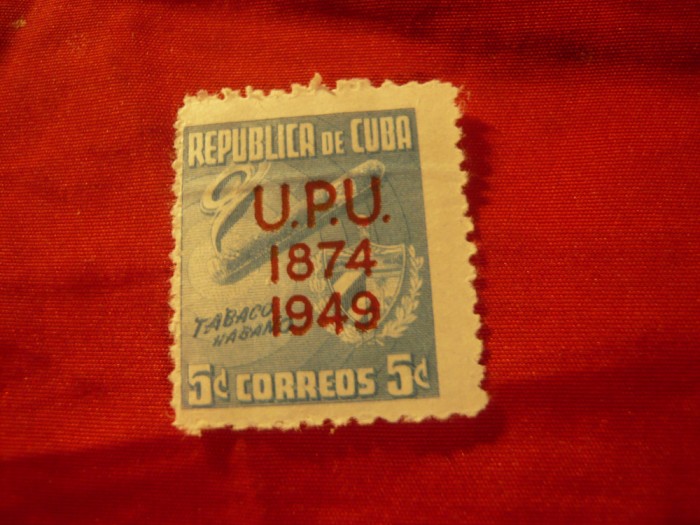 REPUBLICA DE CUBA
U.P.U.
1874
1949
TABACO
HABANO
5¢ CORREOS 5¢